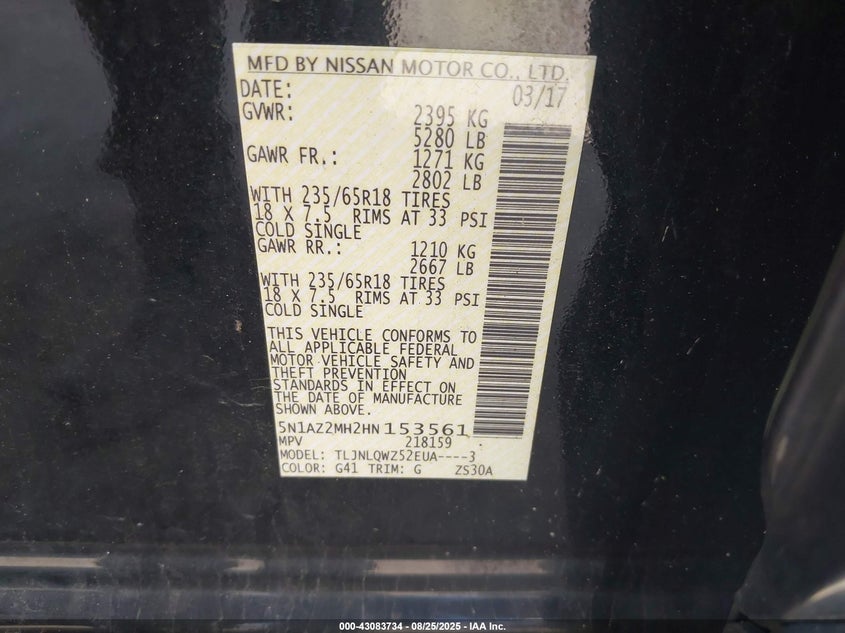 MFD BY NISSAN MOTOR CO., LTD.
DATE: 03/17
GVWR: 2395 KG
5280 LB
GAWR FR.: 1271 KG
2802 LB
WITH 235/65R18 TIRES
18 X 7.5 RIMS AT 33 PSI
COLD SINGLE
GAWR RR.: 1210 KG
2667 LB
WITH 235/65R18 TIRES
18 X 7.5 RIMS AT 33 PSI
COLD SINGLE
THIS VEHICLE CONFORMS TO
ALL APPLICABLE FEDERAL
MOTOR VEHICLE SAFETY AND
THEFT PREVENTION
STANDARDS IN EFFECT ON
THE DATE OF MANUFACTURE
SHOWN ABOVE.
5N1AZ2MH2HN153561
MPV 218159
MODEL: TLJNLQWZ52EUA----3
COLOR: G41 TRIM: G ZS30A
000-43083734 - 08/25/2025 - IAA Inc.